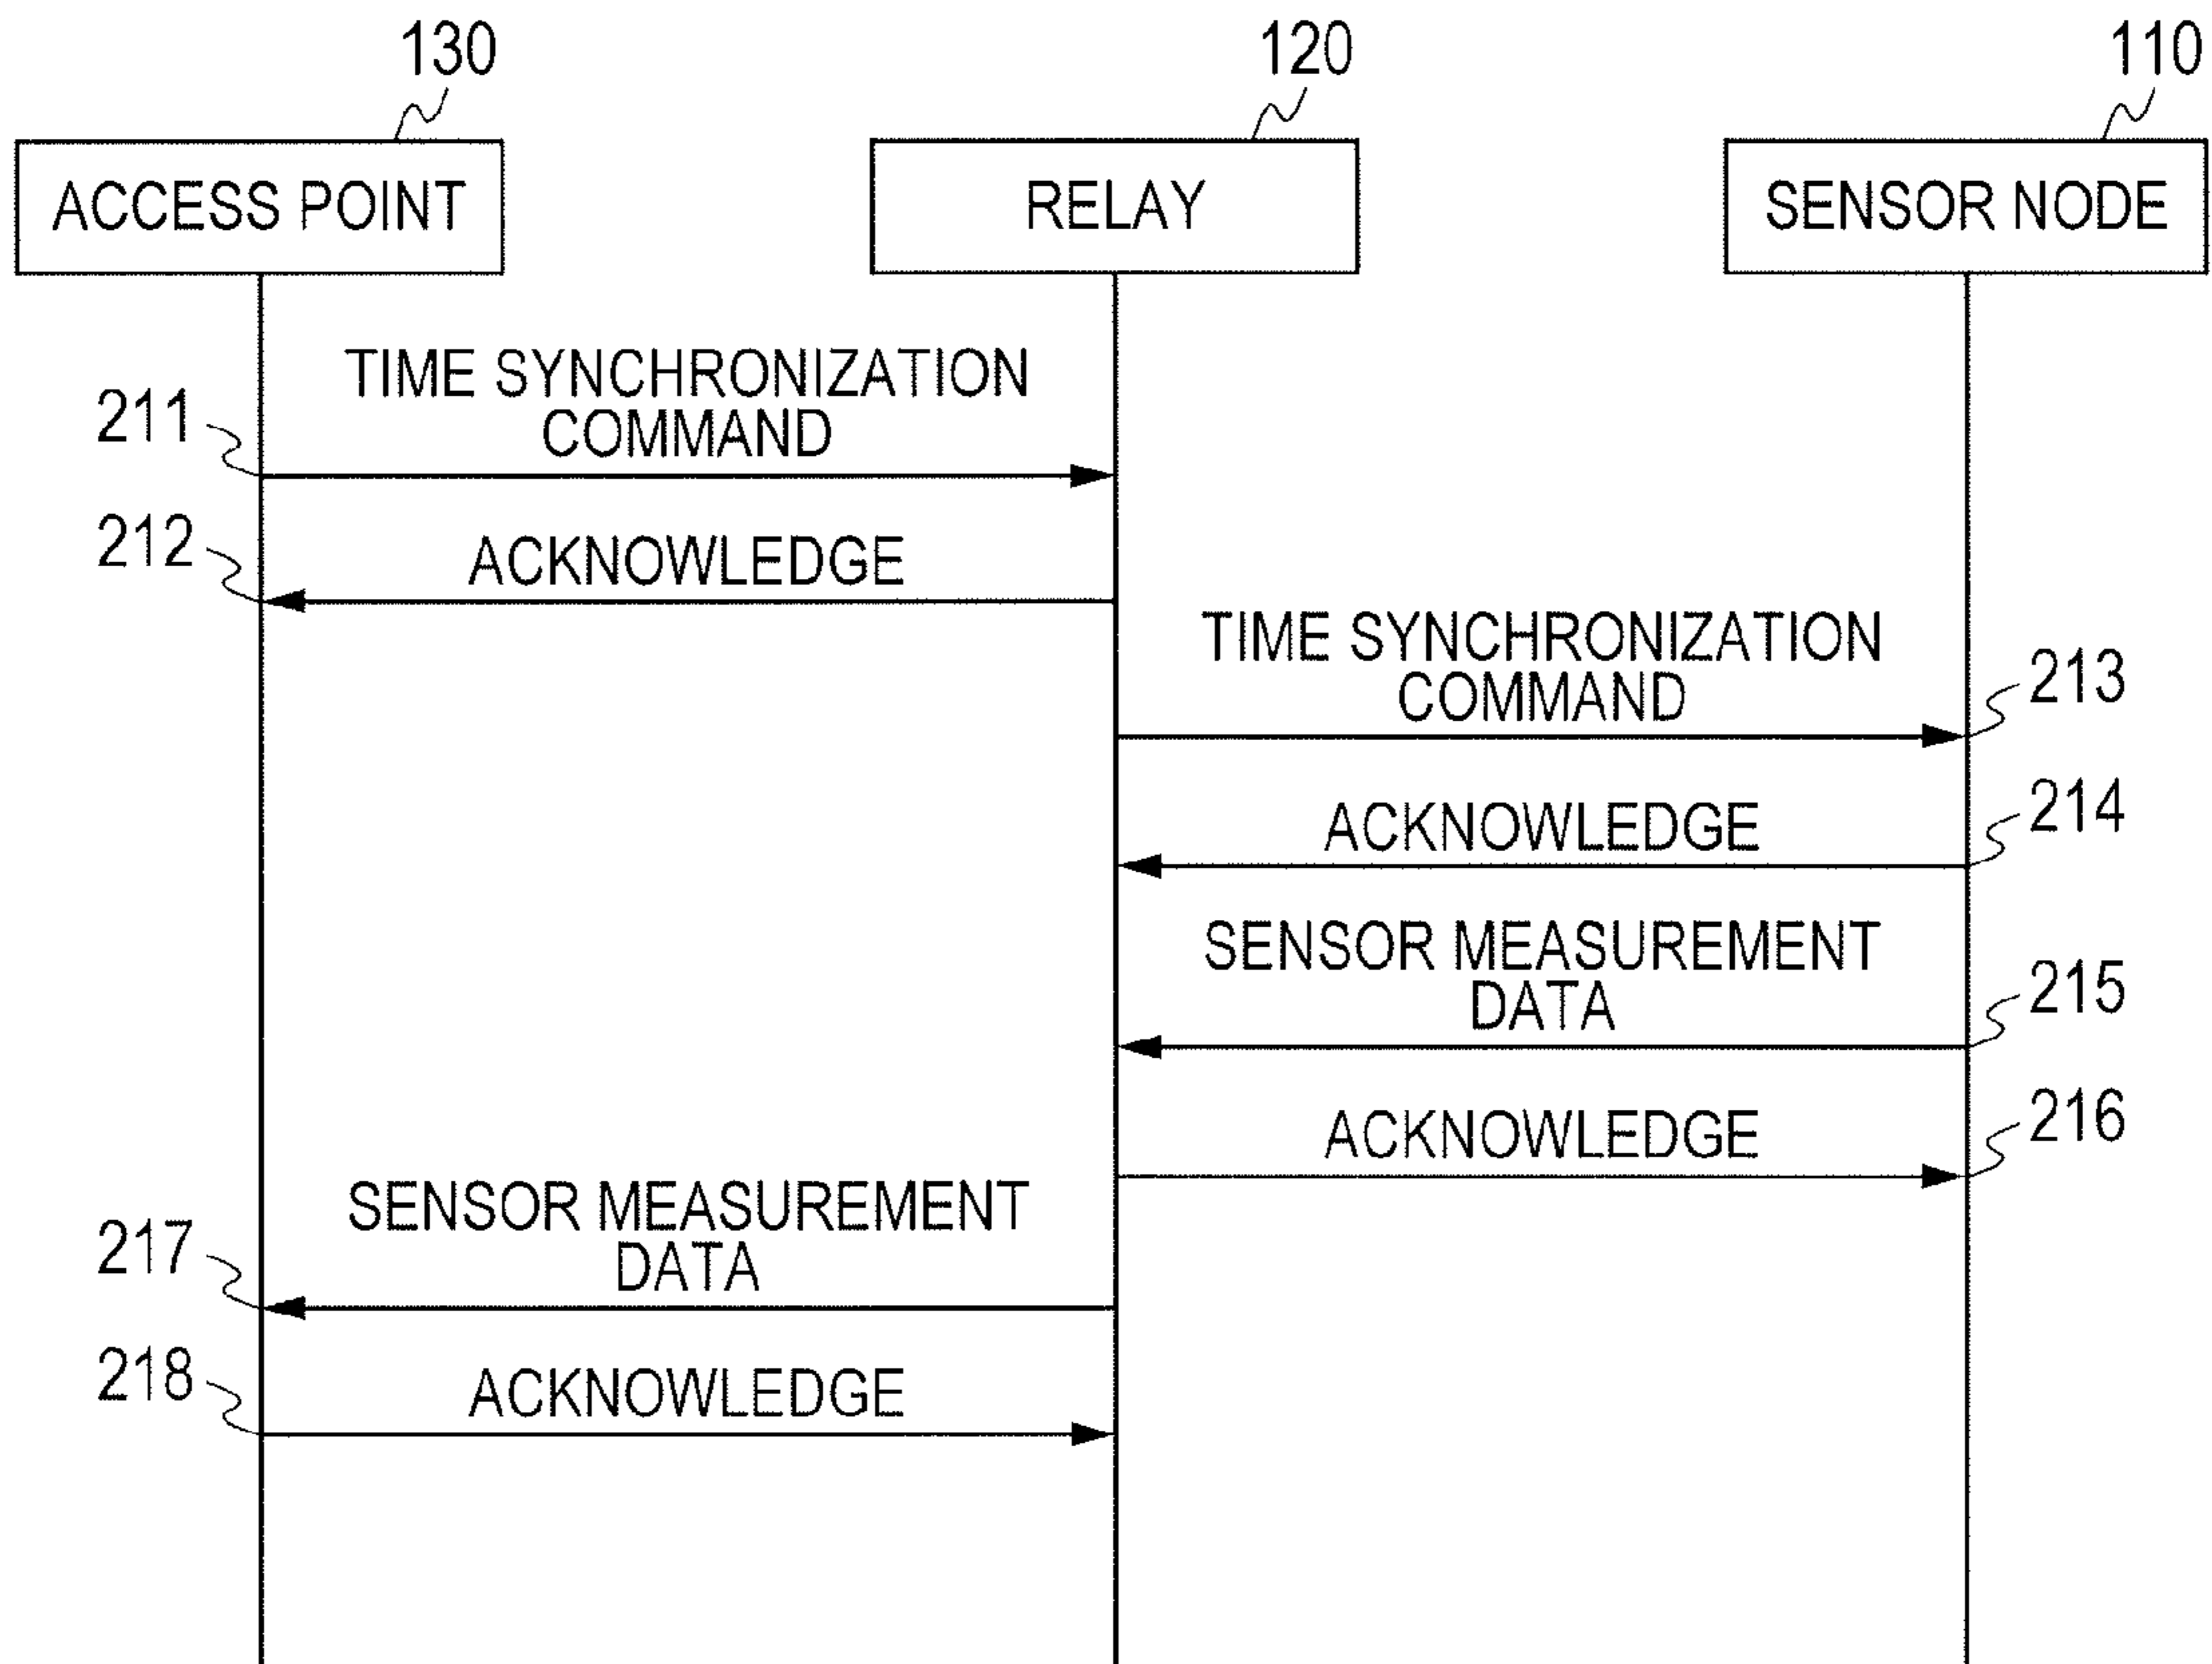 130
120
110
ACCESS POINT
RELAY
SENSOR NODE
TIME SYNCHRONIZATION
COMMAND
211
212
ACKNOWLEDGE
TIME SYNCHRONIZATION
COMMAND
213
ACKNOWLEDGE
214
SENSOR MEASUREMENT
DATA
215
ACKNOWLEDGE
216
SENSOR MEASUREMENT
DATA
217
218
ACKNOWLEDGE